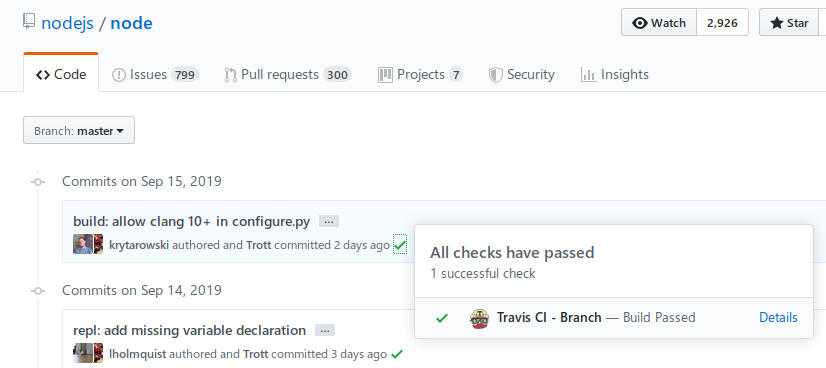 nodejs / node
Watch 2,926 Star
Code Issues 799 Pull requests 300 Projects 7 Security Insights
Branch: master
Commits on Sep 15, 2019
build: allow clang 10+ in configure.py ...
krytarowski authored and Trott committed 2 days ago
All checks have passed
1 successful check
Travis CI - Branch — Build Passed Details
Commits on Sep 14, 2019
repl: add missing variable declaration ...
lholmquist authored and Trott committed 3 days ago